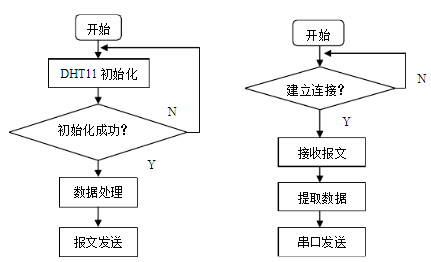 开始
DHT11 初始化
初始化成功？
N
Y
数据处理
报文发送
开始
建立连接？
N
Y
接收报文
提取数据
串口发送